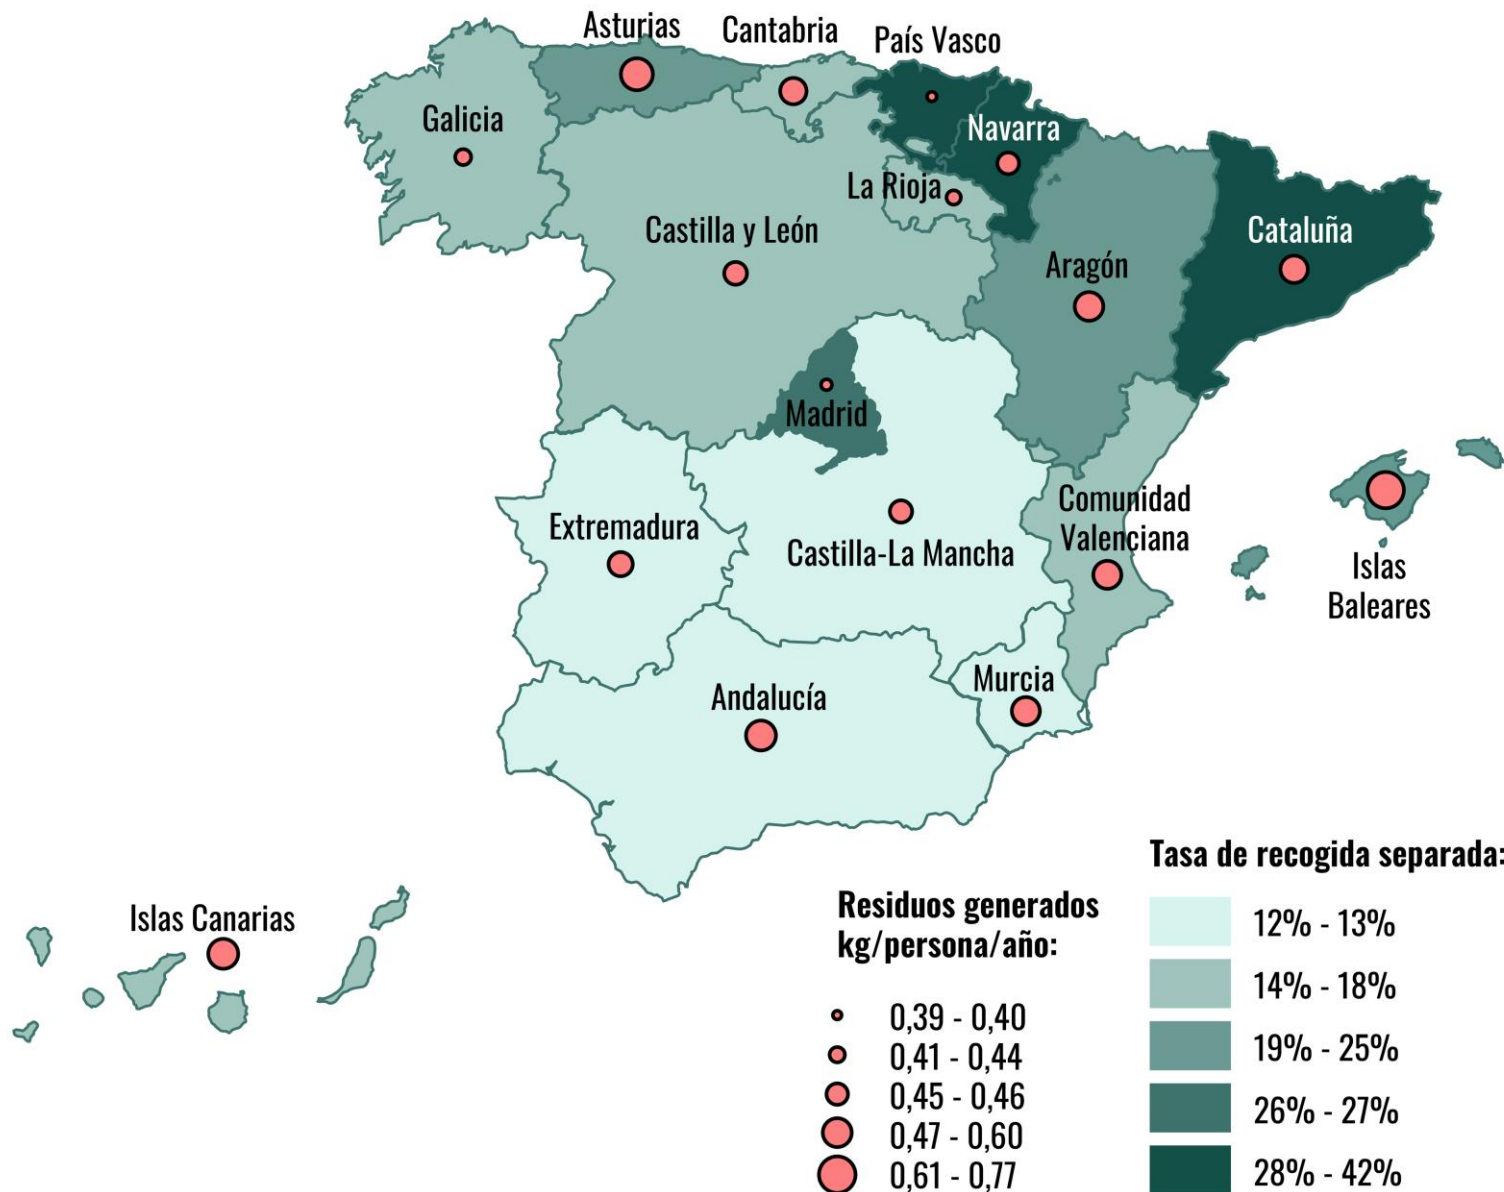 Asturias
Cantabria
País Vasco
Galicia
Navarra
La Rioja
Castilla y León
Cataluña
Aragón
Madrid
Comunidad
Valenciana
Extremadura
Castilla-La Mancha
Islas
Baleares
Murcia
Andalucía
Islas Canarias
Residuos generados
kg/persona/año:
0,39 - 0,40
0,41 - 0,44
0,45 - 0,46
0,47 - 0,60
0,61 - 0,77
Tasa de recogida separada:
12% - 13%
14% - 18%
19% - 25%
26% - 27%
28% - 42%